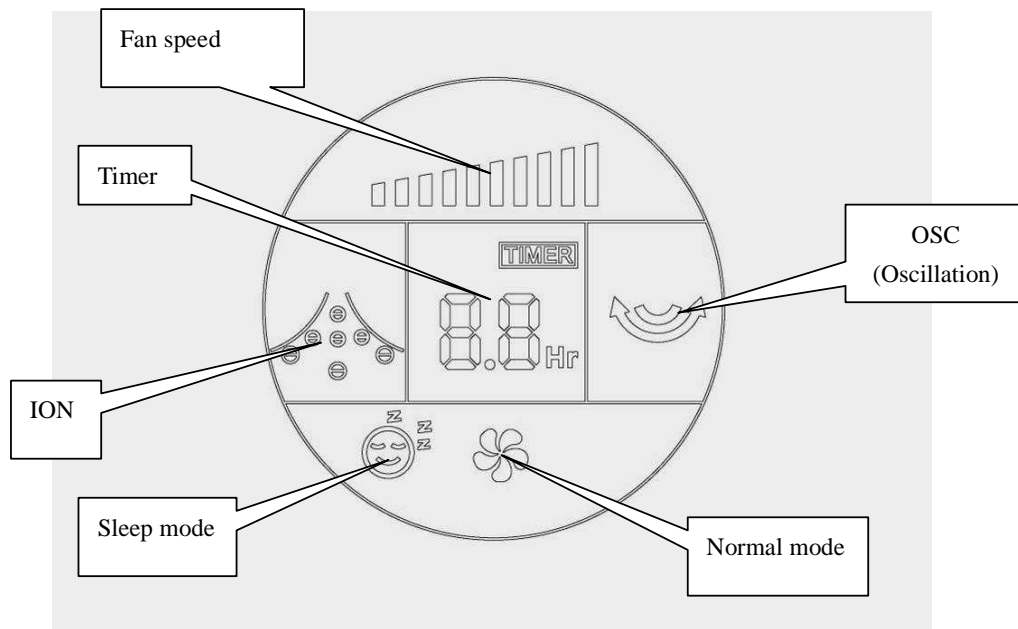 Fan speed
Timer
TIMER
OSC
(Oscillation)
8.8 Hr
ION
z
z
z
Sleep mode
Normal mode